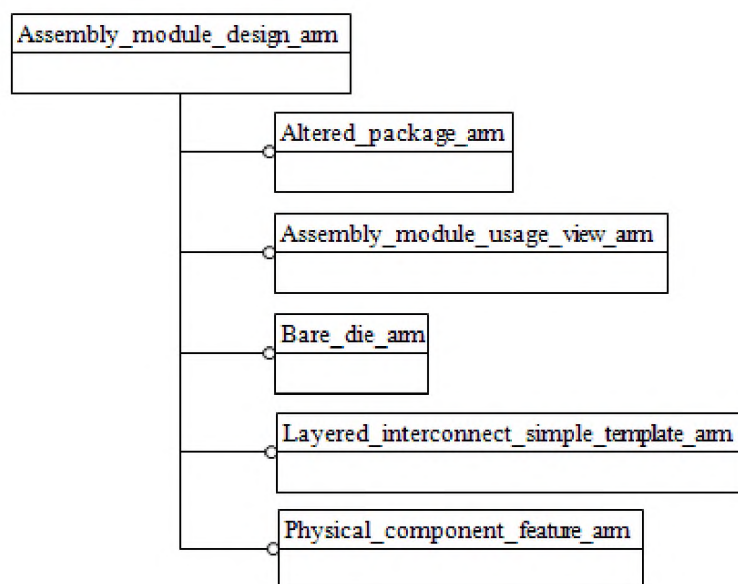 Assembly_module_design_arm
Altered_package_arm
Assembly_module_usage_view_arm
Bare_die_arm
Layered_interconnect_simple_template_arm
Physical_component_feature_arm